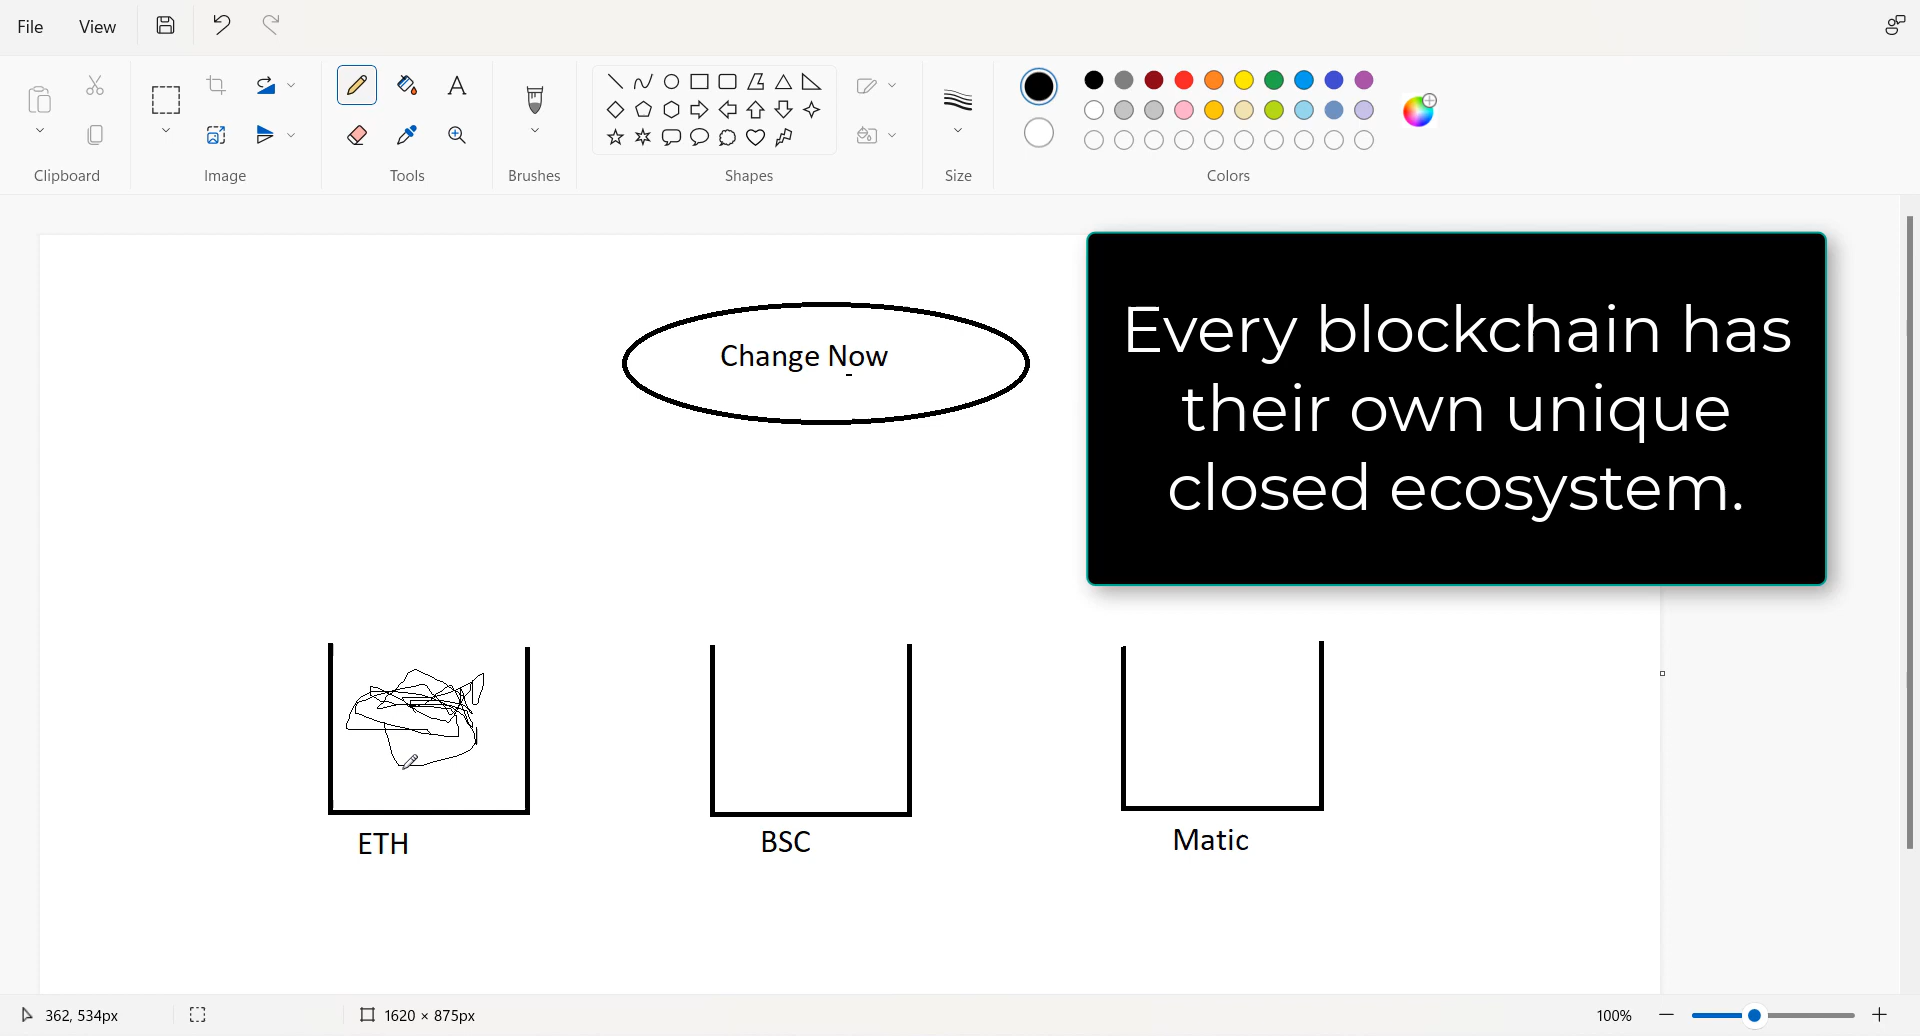 File View
Clipboard Image Tools Brushes Shapes Size Colors
Change Now
Every blockchain has
their own unique
closed ecosystem.
ETH BSC Matic
362, 534px 1620 × 875px 100%